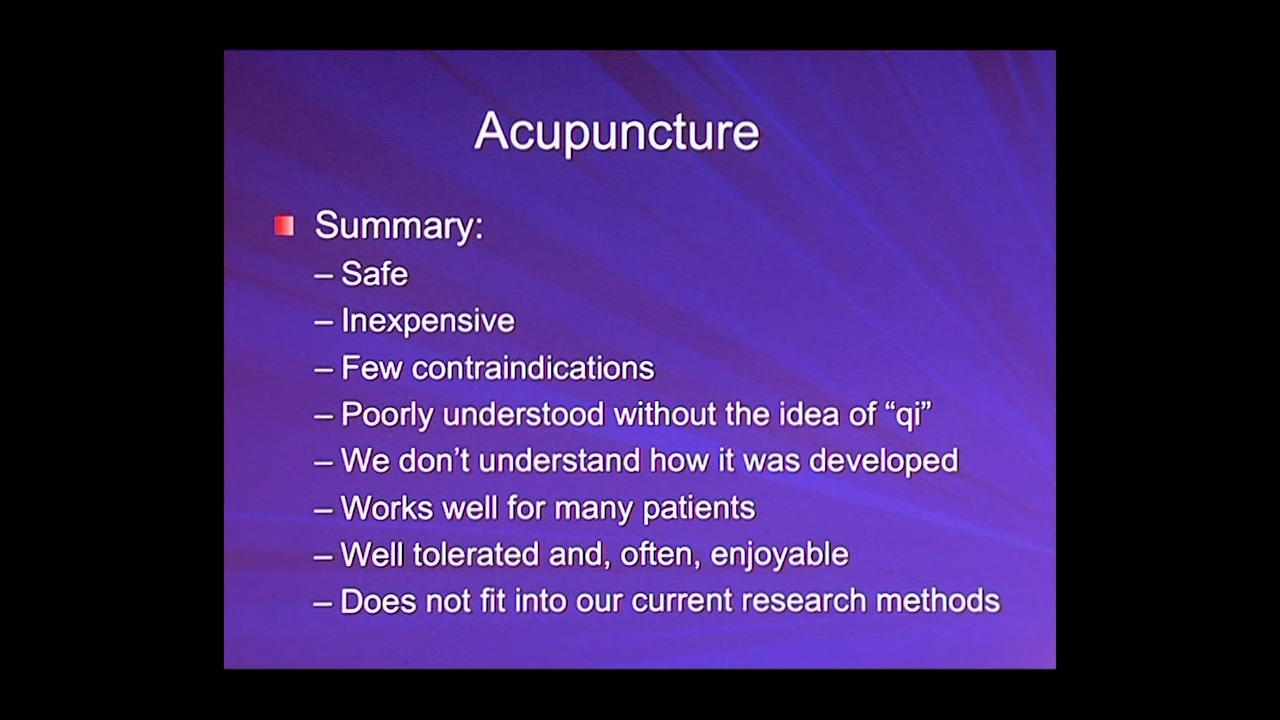 Acupuncture
Summary:
– Safe
– Inexpensive
– Few contraindications
– Poorly understood without the idea of “qi”
– We don’t understand how it was developed
– Works well for many patients
– Well tolerated and, often, enjoyable
– Does not fit into our current research methods